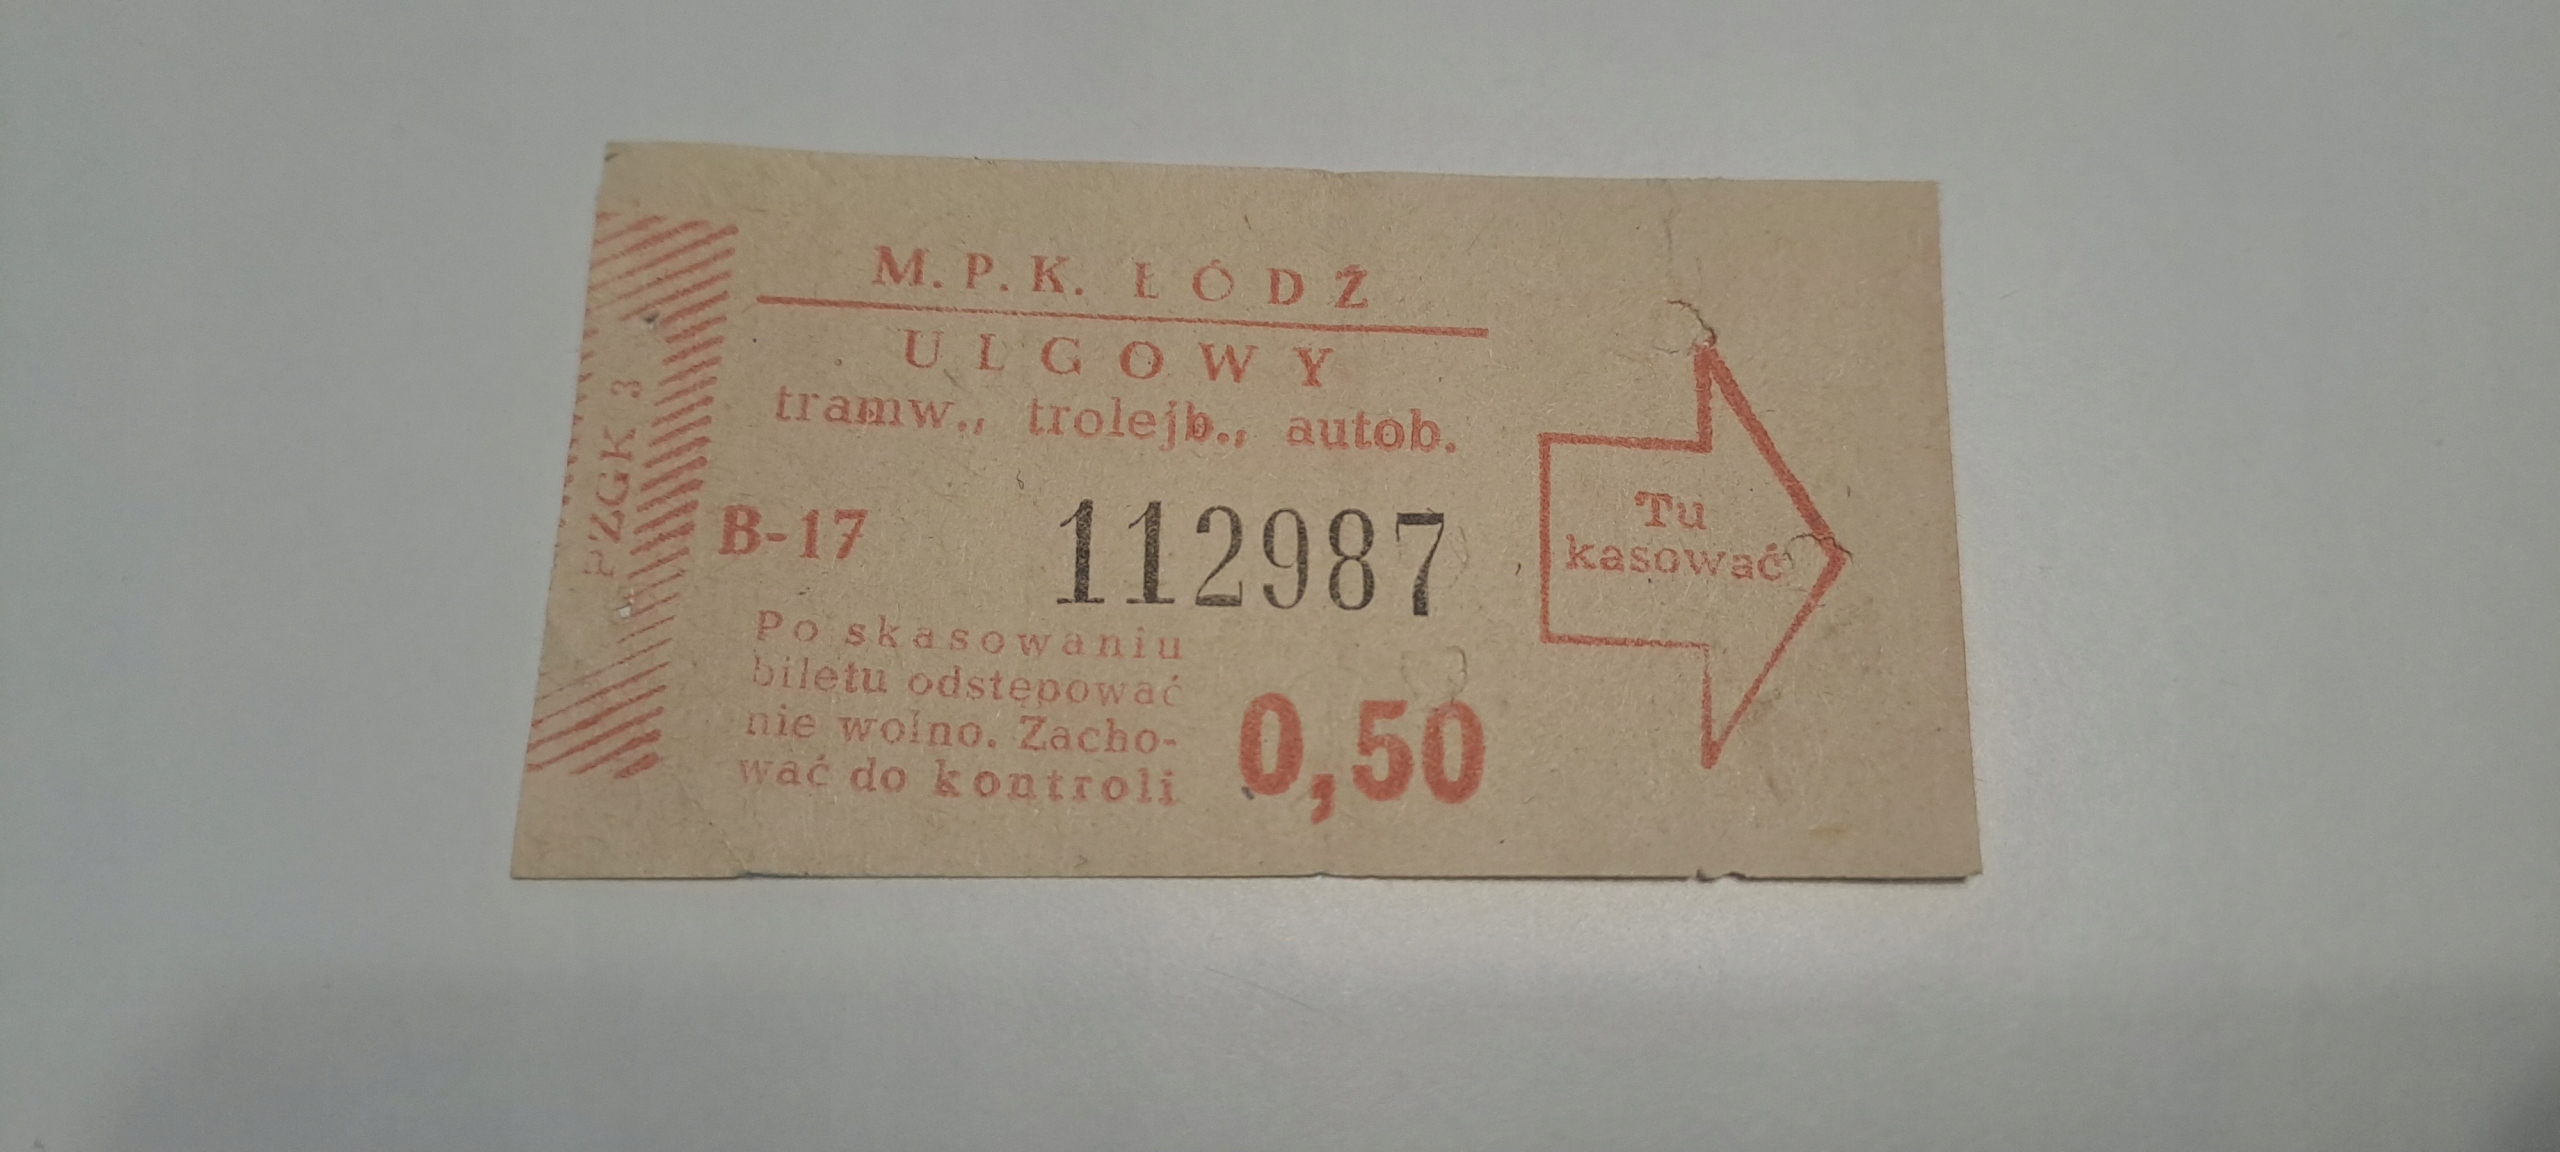 M.P.K. ŁÓDŹ
ULGOWY
tramw., trolejb., autob.
PZGK 3
B-17
112987
Po skasowaniu
biletu odstępować
nie wolno. Zacho-
wać do kontroli
0,50
Tu
kasować